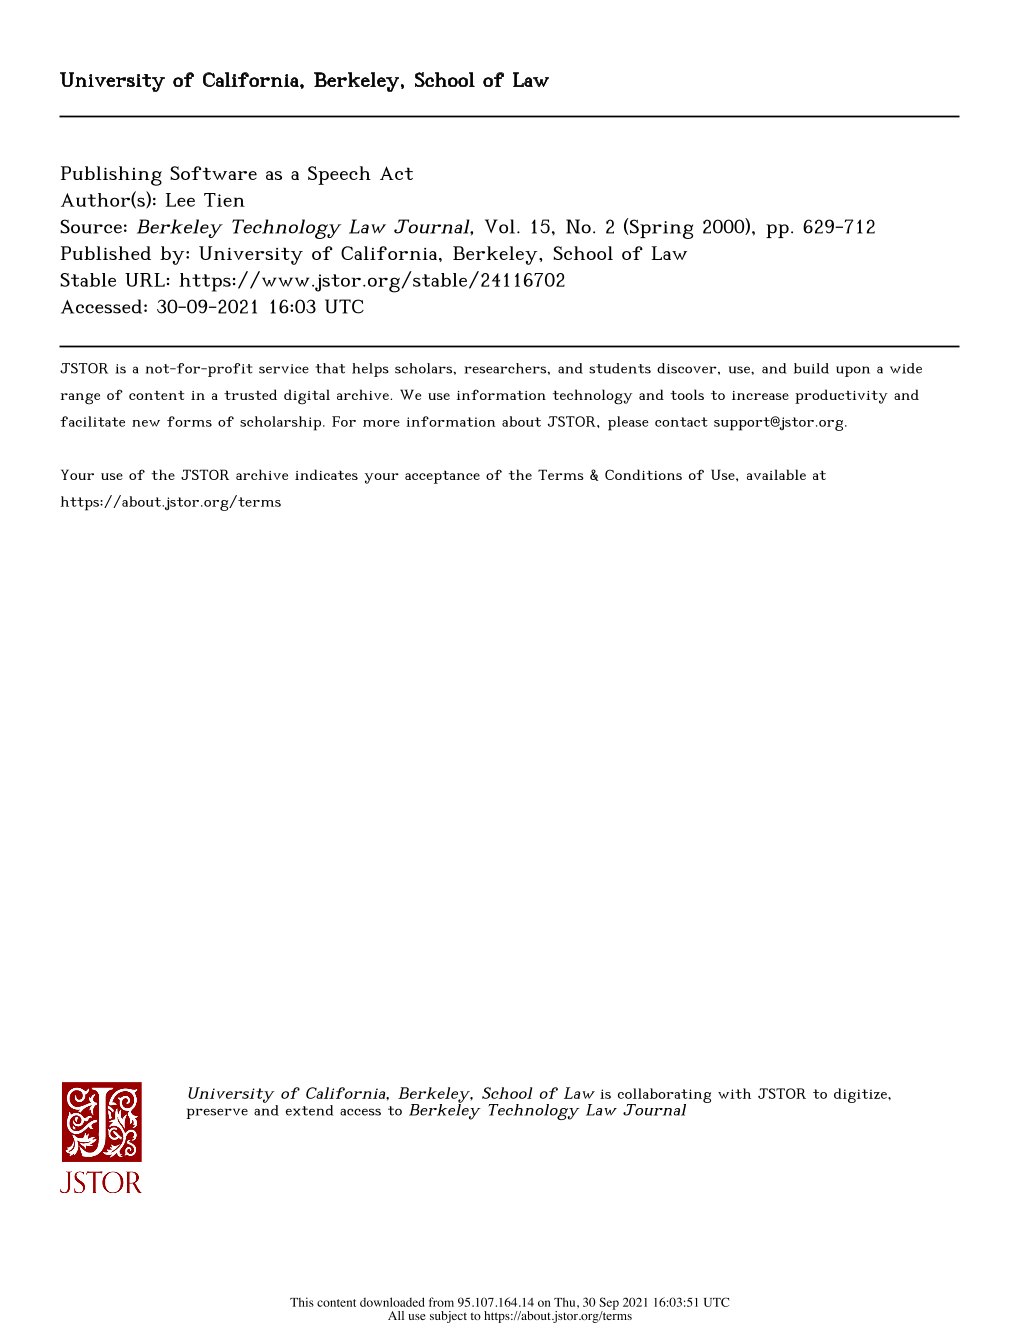 University of California, Berkeley, School of Law
Publishing Software as a Speech Act
Author(s): Lee Tien
Source: Berkeley Technology Law Journal, Vol. 15, No. 2 (Spring 2000), pp. 629-712
Published by: University of California, Berkeley, School of Law
Stable URL: https://www.jstor.org/stable/24116702
Accessed: 30-09-2021 16:03 UTC
JSTOR is a not-for-profit service that helps scholars, researchers, and students discover, use, and build upon a wide
range of content in a trusted digital archive. We use information technology and tools to increase productivity and
facilitate new forms of scholarship. For more information about JSTOR, please contact support@jstor.org.
Your use of the JSTOR archive indicates your acceptance of the Terms & Conditions of Use, available at
https://about.jstor.org/terms
University of California, Berkeley, School of Law is collaborating with JSTOR to digitize,
preserve and extend access to Berkeley Technology Law Journal
J
JSTOR
This content downloaded from 95.107.164.14 on Thu, 30 Sep 2021 16:03:51 UTC
All use subject to https://about.jstor.org/terms